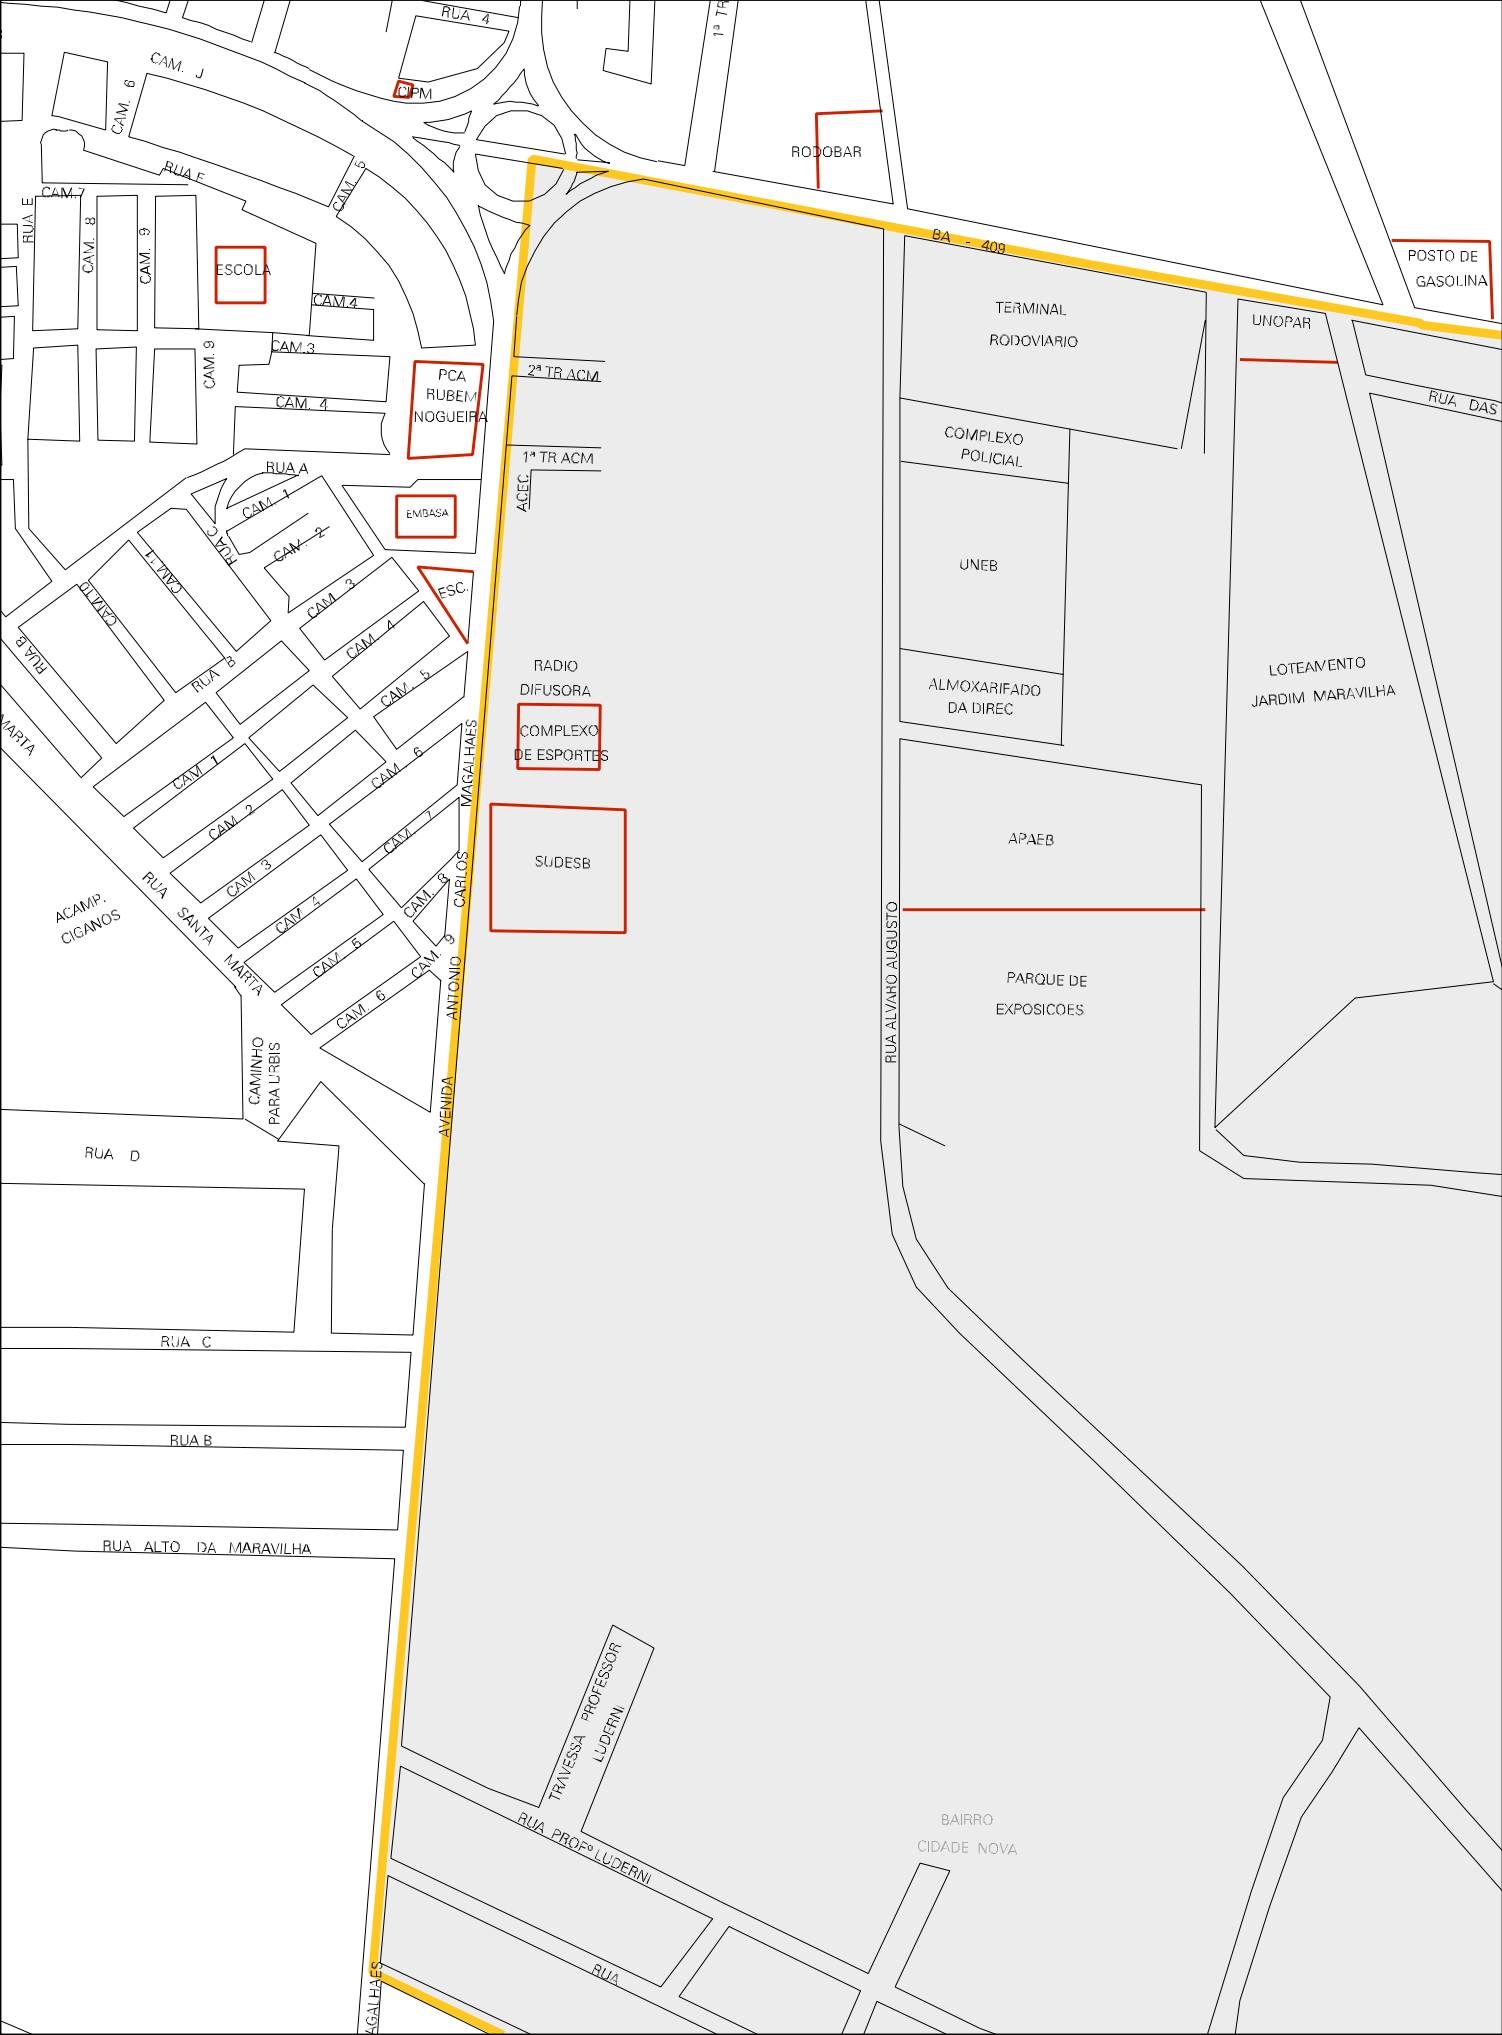 RUA 4
1ª TR
CAM. J
CAM. 6
CIPM
RODOBAR
RUA F
CAM. 5
CAM.7
RUA E
CAM. 8
CAM. 9
ESCOLA
BA - 409
POSTO DE
GASOLINA
CAM.4
TERMINAL
RODOVIARIO
UNOPAR
CAM.3
CAM. 9
PCA
RUBEM
NOGUEIRA
2ª TR ACM
CAM. 4
RUA DAS
COMPLEXO
POLICIAL
1ª TR ACM
RUA A
ACEC
CAM. 1
EMBASA
RUA C
CAM. 2
CAM.11
UNEB
CAM.10
CAM. 3
ESC.
RUA B
CAM. 4
RUA B
RADIO
DIFUSORA
LOTEAMENTO
JARDIM MARAVILHA
CAM. 5
ALMOXARIFADO
DA DIREC
MARTA
COMPLEXO
DE ESPORTES
CAM. 1
CAM. 6
CAM. 2
CAM. 7
SUDESB
APAEB
CAM. 3
CAM. 8
CAM. 4
ACAMP.
CIGANOS
RUA SANTA MARTA
CAM. 5
CAM. 9
CAM. 6
AVENIDA ANTONIO CARLOS MAGALHAES
RUA ALVARO AUGUSTO
PARQUE DE
EXPOSICOES
CAMINHO
PARA URBIS
RUA D
RUA C
RUA B
RUA ALTO DA MARAVILHA
TRAVESSA PROFESSOR
LUDERNI
RUA PROFº LUDERNI
BAIRRO
CIDADE NOVA
RUA
AGALHAES